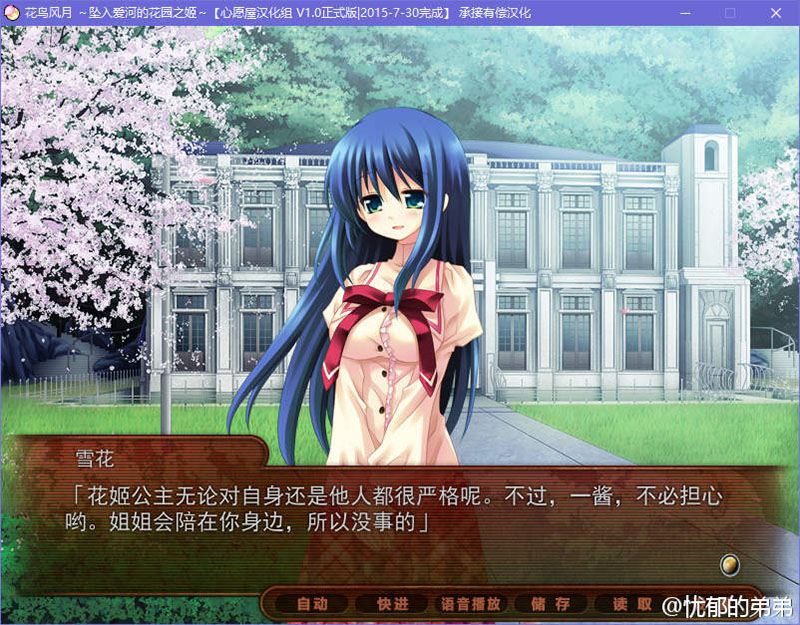 花鸟风月 ～坠入爱河的花园之姬～【心愿屋汉化组 V1.0正式版|2015-7-30完成】 承接有偿汉化
雪花
「花姬公主无论对自身还是他人都很严格呢。不过，一酱，不必担心
哟。姐姐会陪在你身边，所以没事的」
自动 快进 语音播放 储存 读取
@忧郁的弟弟